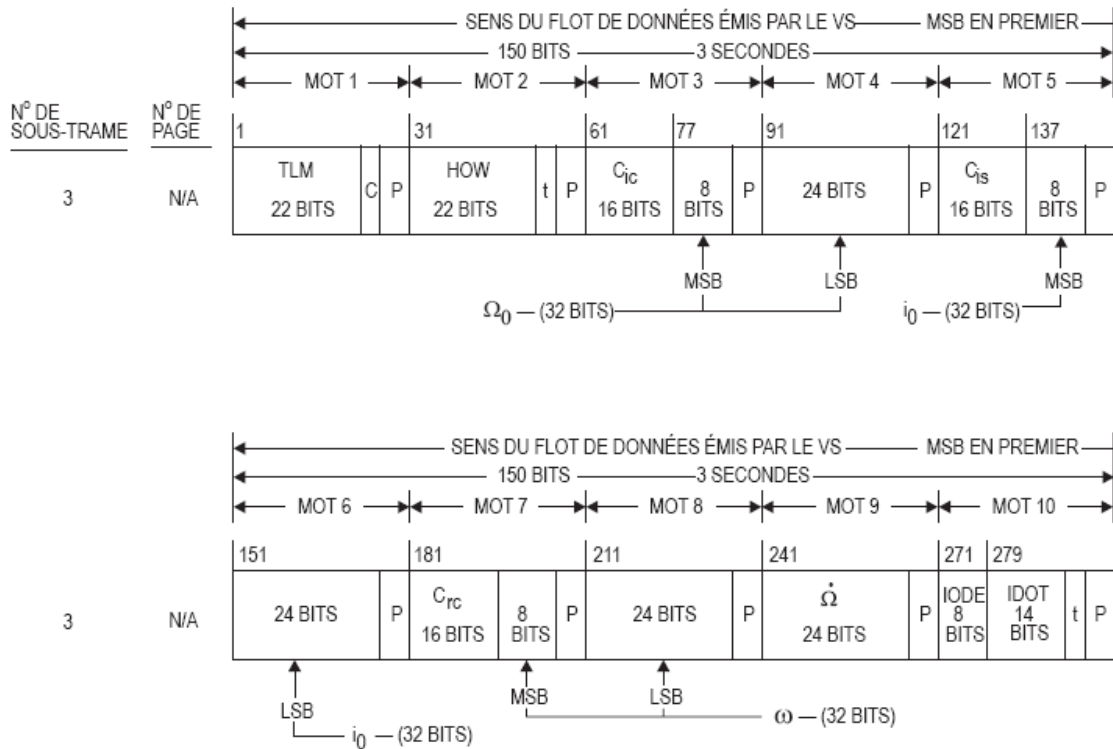 SENS DU FLOT DE DONNÉES ÉMIS PAR LE VS MSB EN PREMIER
150 BITS 3 SECONDES
MOT 1 MOT 2 MOT 3 MOT 4 MOT 5
N° DE SOUS-TRAME
N° DE PAGE
1 31 61 77 91 121 137
3 N/A
TLM 22 BITS C P HOW 22 BITS t P Cic 16 BITS 8 BITS P 24 BITS P Cis 16 BITS 8 BITS P
MSB LSB MSB
Ω0 — (32 BITS) i0 — (32 BITS)
SENS DU FLOT DE DONNÉES ÉMIS PAR LE VS MSB EN PREMIER
150 BITS 3 SECONDES
MOT 6 MOT 7 MOT 8 MOT 9 MOT 10
151 181 211 241 271 279
3 N/A
24 BITS P Crc 16 BITS 8 BITS P 24 BITS P Ω̇ 24 BITS P IODE 8 BITS IDOT 14 BITS t P
LSB MSB LSB
i0 — (32 BITS) ω — (32 BITS)